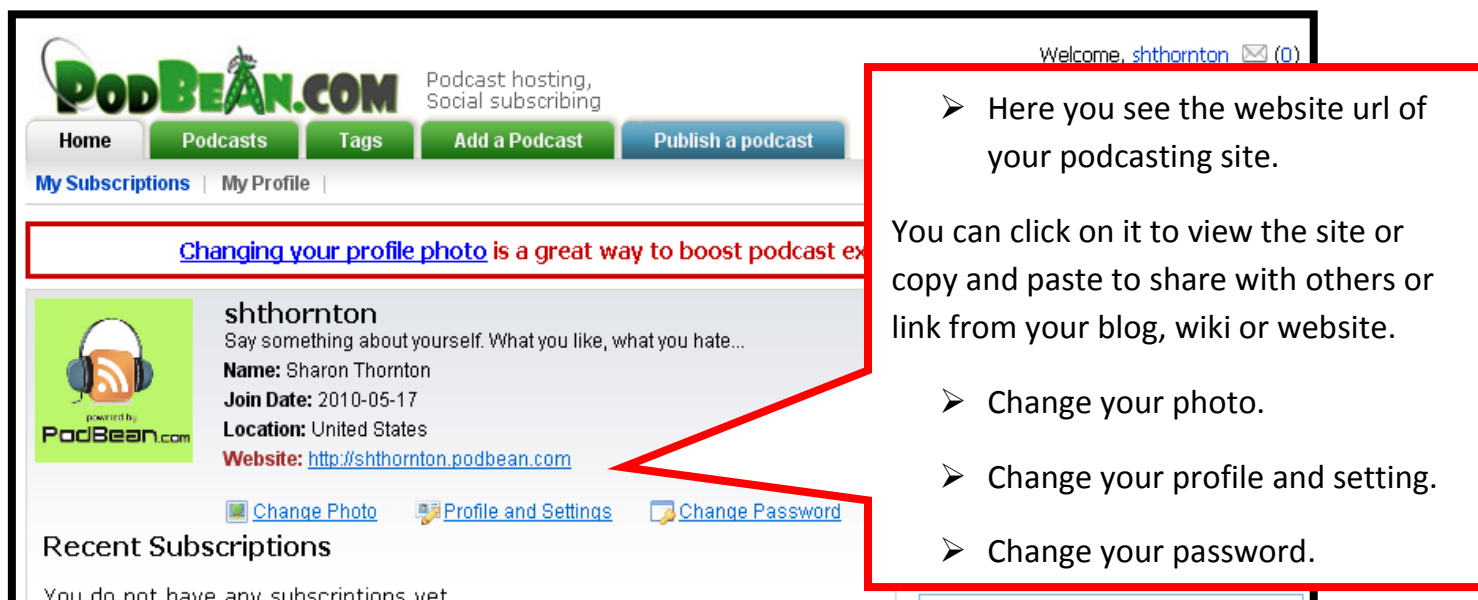 PODBEAN.COM
Podcast hosting,
Social subscribing
Welcome, shthornton (0)
Home Podcasts Tags Add a Podcast Publish a podcast
My Subscriptions | My Profile |
Changing your profile photo is a great way to boost podcast
powered by
PodBean.com
shthornton
Say something about yourself. What you like, what you hate...
Name: Sharon Thornton
Join Date: 2010-05-17
Location: United States
Website: http://shthornton.podbean.com
Change Photo Profile and Settings Change Password
Recent Subscriptions
You do not have any subscriptions yet
➢ Here you see the website url of
your podcasting site.
You can click on it to view the site or
copy and paste to share with others or
link from your blog, wiki or website.
➢ Change your photo.
➢ Change your profile and setting.
➢ Change your password.